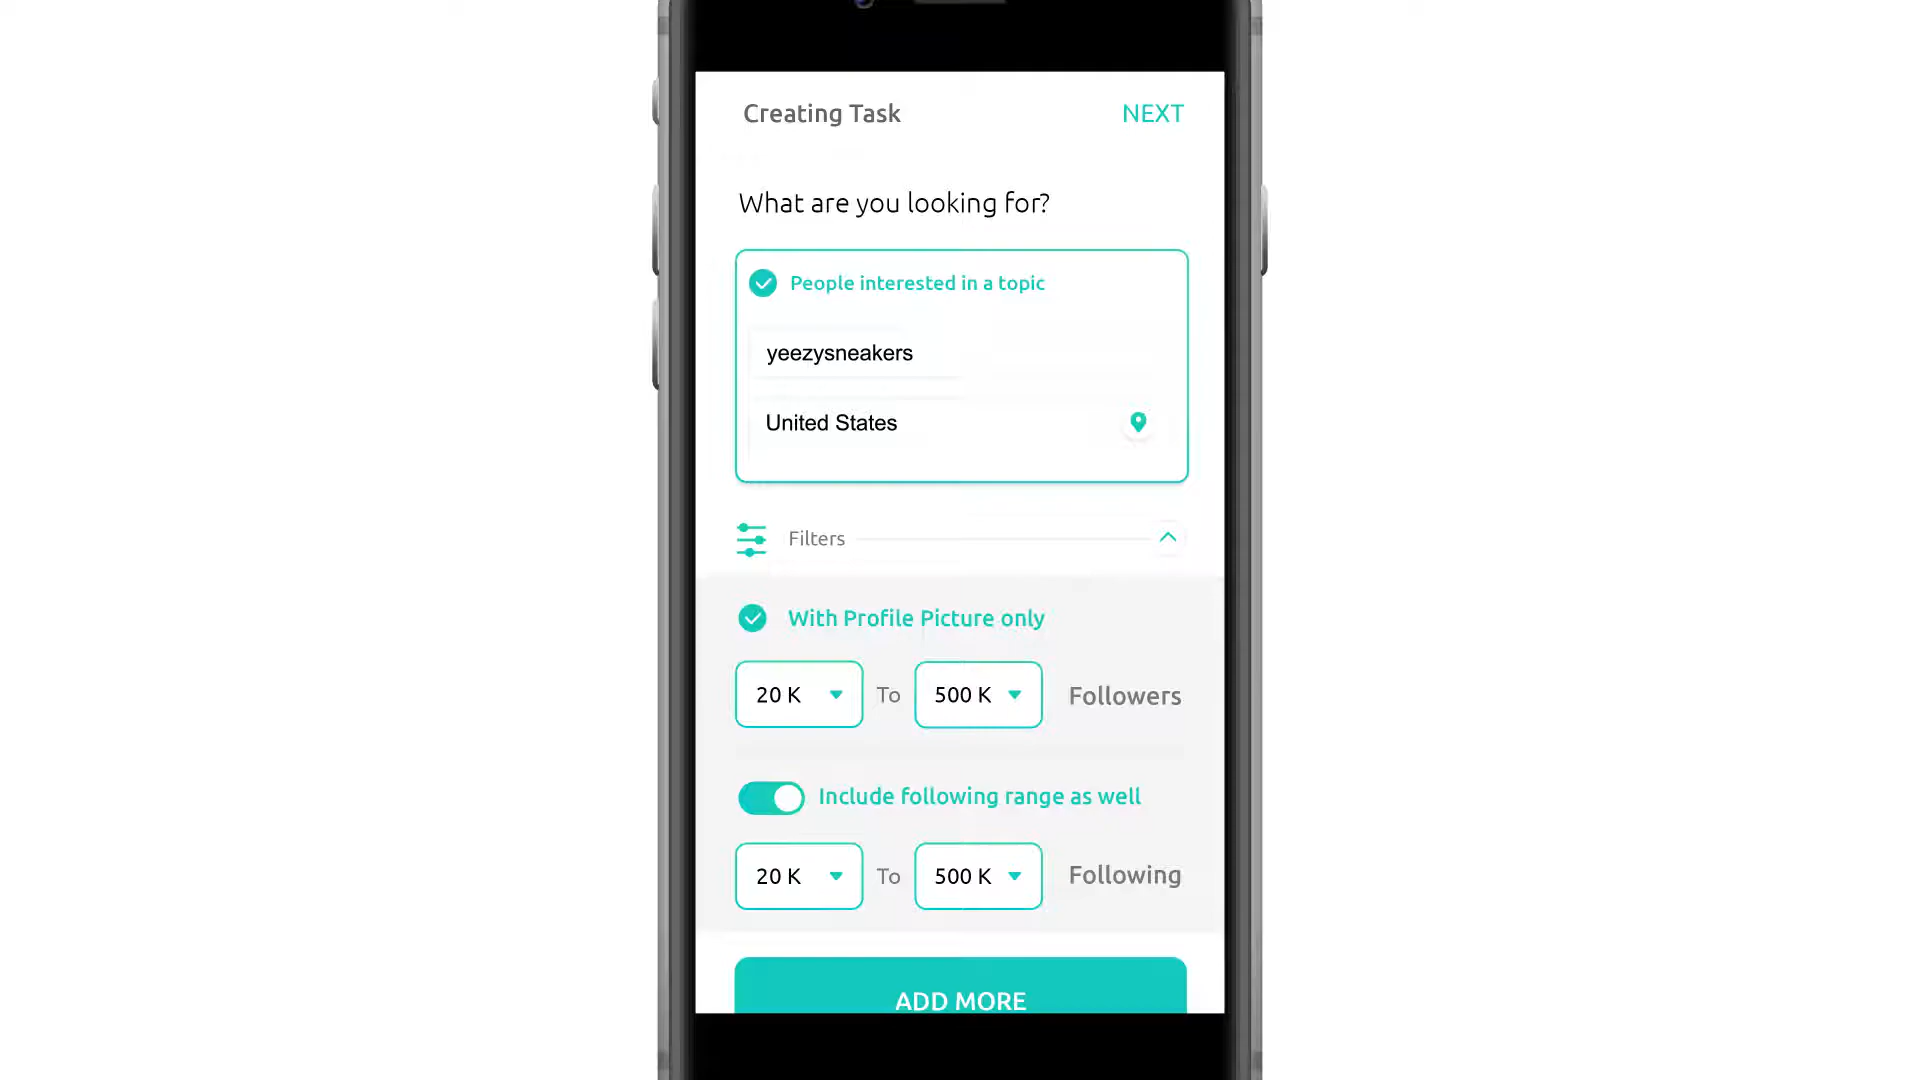 Creating Task NEXT
What are you looking for?
People interested in a topic
yeezysneakers
United States
Filters
With Profile Picture only
20 K To 500 K Followers
Include following range as well
20 K To 500 K Following
ADD MORE